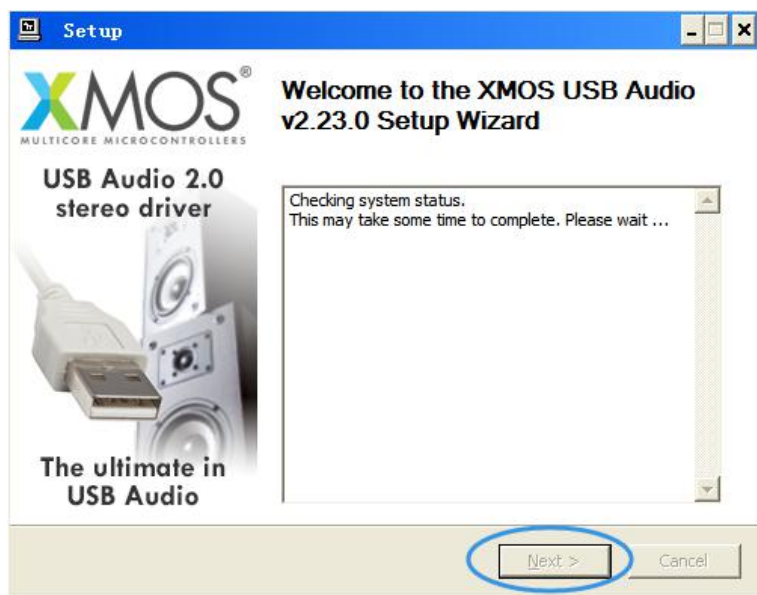 Setup
XMOS®
MULTICORE MICROCONTROLLERS
USB Audio 2.0
stereo driver
The ultimate in
USB Audio
Welcome to the XMOS USB Audio
v2.23.0 Setup Wizard
Checking system status.
This may take some time to complete. Please wait ...
Next >
Cancel